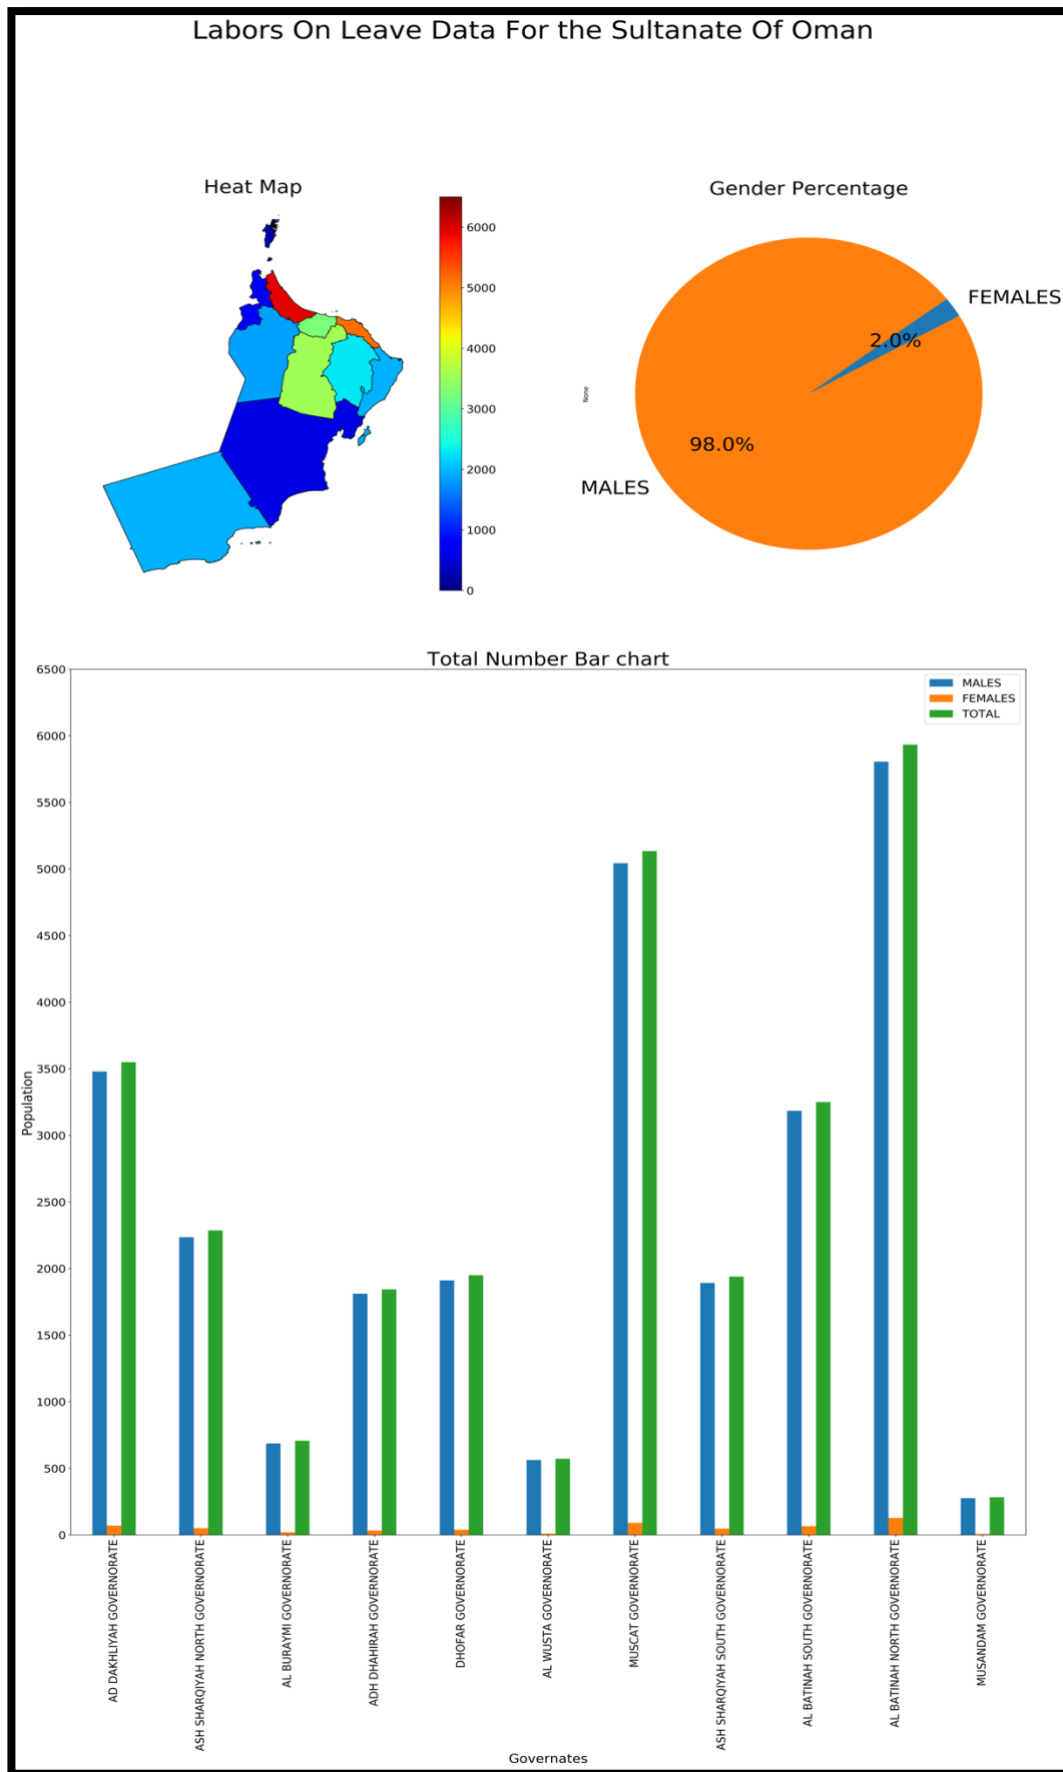 Labors On Leave Data For the Sultanate Of Oman
Heat Map
6000
5000
4000
3000
2000
1000
0
Gender Percentage
FEMALES
2.0%
None
98.0%
MALES
Total Number Bar chart
MALES
FEMALES
TOTAL
6500
6000
5500
5000
4500
4000
3500
3000
2500
2000
1500
1000
500
0
Population
AD DAKHLIYAH GOVERNORATE
ASH SHARQIYAH NORTH GOVERNORATE
AL BURAYMI GOVERNORATE
ADH DHAHIRAH GOVERNORATE
DHOFAR GOVERNORATE
AL WUSTA GOVERNORATE
MUSCAT GOVERNORATE
ASH SHARQIYAH SOUTH GOVERNORATE
AL BATINAH SOUTH GOVERNORATE
AL BATINAH NORTH GOVERNORATE
MUSANDAM GOVERNORATE
Governates